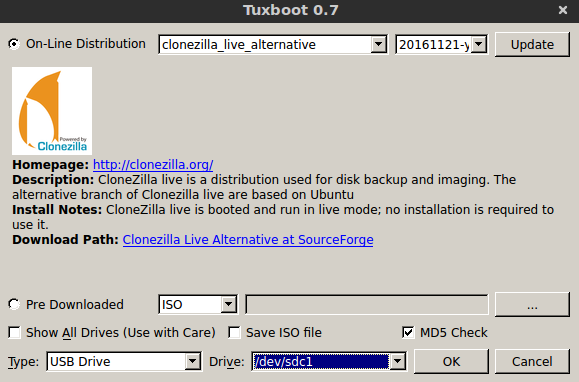 Tuxboot 0.7
On-Line Distribution clonezilla_live_alternative 20161121-y Update
Powered by
Clonezilla
Homepage: http://clonezilla.org/
Description: CloneZilla live is a distribution used for disk backup and imaging. The
alternative branch of Clonezilla live are based on Ubuntu
Install Notes: CloneZilla live is booted and run in live mode; no installation is required to
use it.
Download Path: Clonezilla Live Alternative at SourceForge
Pre Downloaded ISO ...
Show All Drives (Use with Care) Save ISO file MD5 Check
Type: USB Drive Drive: /dev/sdc1 OK Cancel